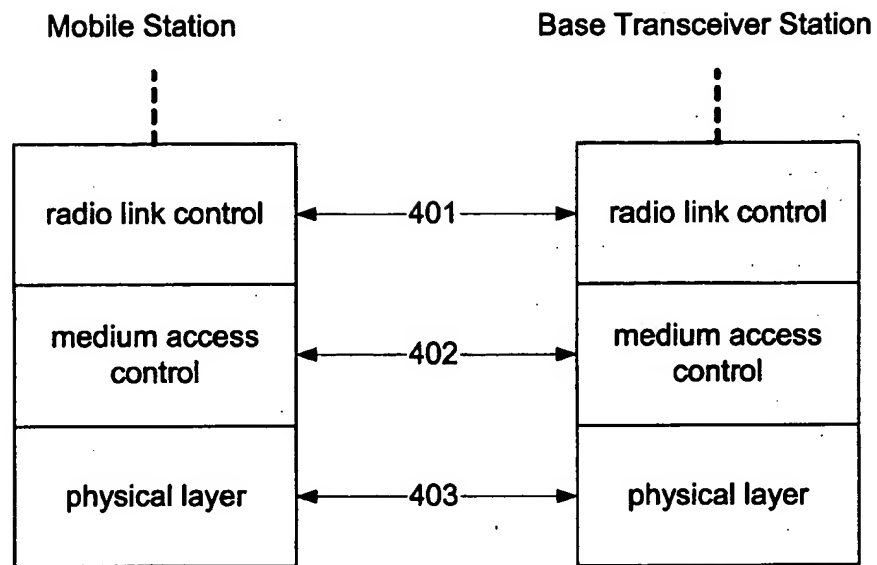 Mobile Station
Base Transceiver Station
radio link control
401
radio link control
medium access
control
402
medium access
control
physical layer
403
physical layer